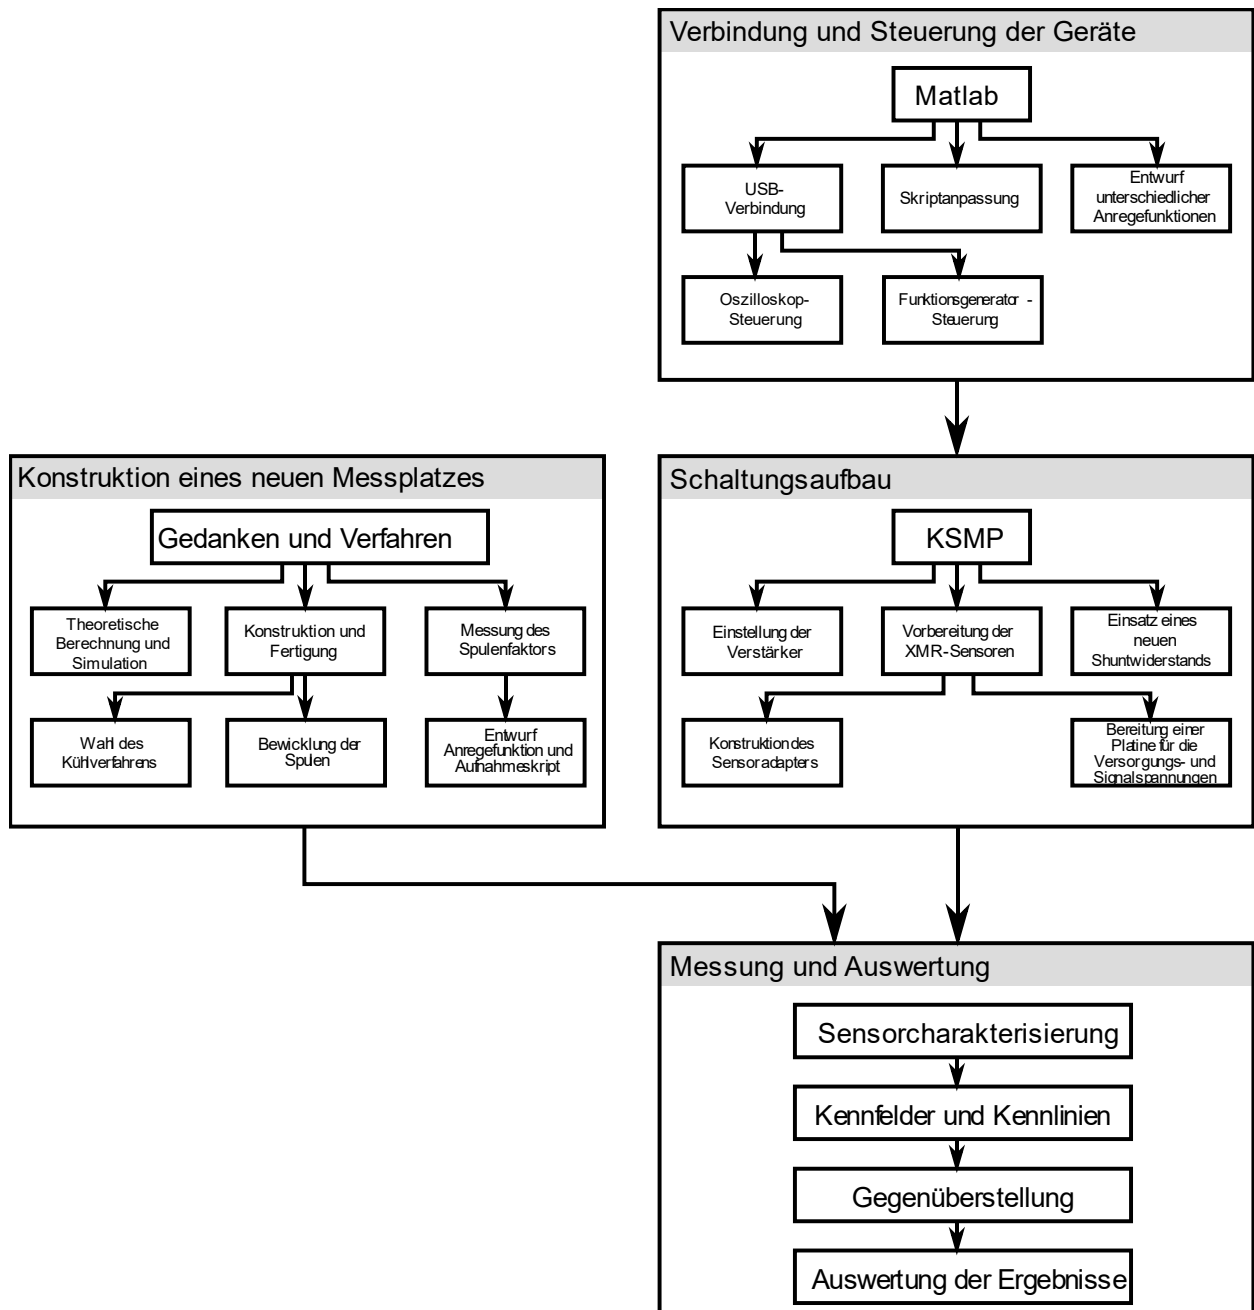 Verbindung und Steuerung der Geräte
Matlab
USB-
Verbindung
Skriptanpassung
Entwurf
unterschiedlicher
Anregefunktionen
Oszilloskop-
Steuerung
Funktionsgenerator -
Steuerung
Konstruktion eines neuen Messplatzes
Gedanken und Verfahren
Theoretische
Berechnung und
Simulation
Konstruktion und
Fertigung
Messung des
Spulenfaktors
Wahl des
Kühlverfahrens
Bewicklung der
Spulen
Entwurf
Anregefunktion und
Aufnahmeskript
Schaltungsaufbau
KSMP
Einstellung der
Verstärker
Vorbereitung der
XMR-Sensoren
Einsatz eines
neuen
Shuntwiderstands
Konstruktion des
Sensoradapters
Bereitung einer
Platine für die
Versorgungs- und
Signalspannungen
Messung und Auswertung
Sensorcharakterisierung
Kennfelder und Kennlinien
Gegenüberstellung
Auswertung der Ergebnisse